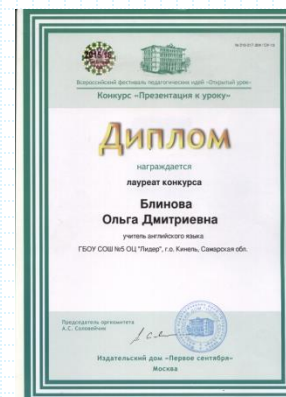 Всероссийский фестиваль педагогических идей «Открытый урок»
Конкурс «Презентация к уроку»
Диплом
награждается
лауреат конкурса
Блинова
Ольга Дмитриевна
учитель английского языка
ГБОУ СОШ №5 ОЦ "Лидер", г.о. Кинель, Самарская обл.
Председатель оргкомитета
А.С. Соловейчик
Издательский дом «Первое сентября»
Москва